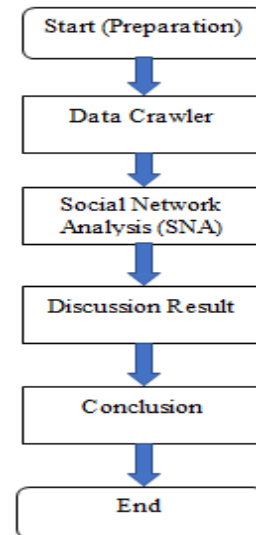 Start (Preparation)
Data Crawler
Social Network
Analysis (SNA)
Discussion Result
Conclusion
End